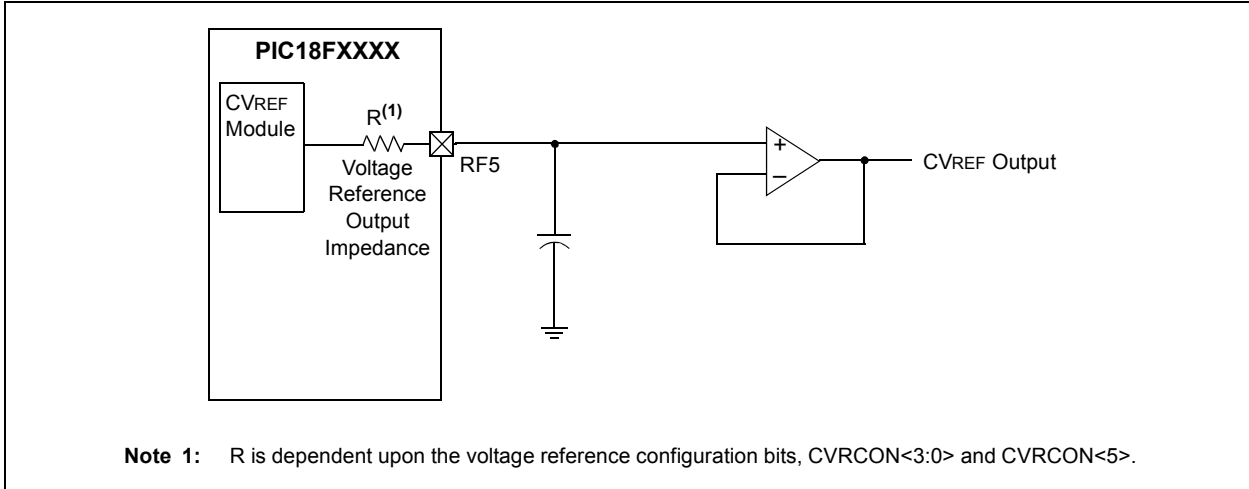 PIC18FXXXX
CVREF
Module
R(1)
Voltage
Reference
Output
Impedance
RF5
+
–
CVREF Output
Note 1: R is dependent upon the voltage reference configuration bits, CVRCON<3:0> and CVRCON<5>.